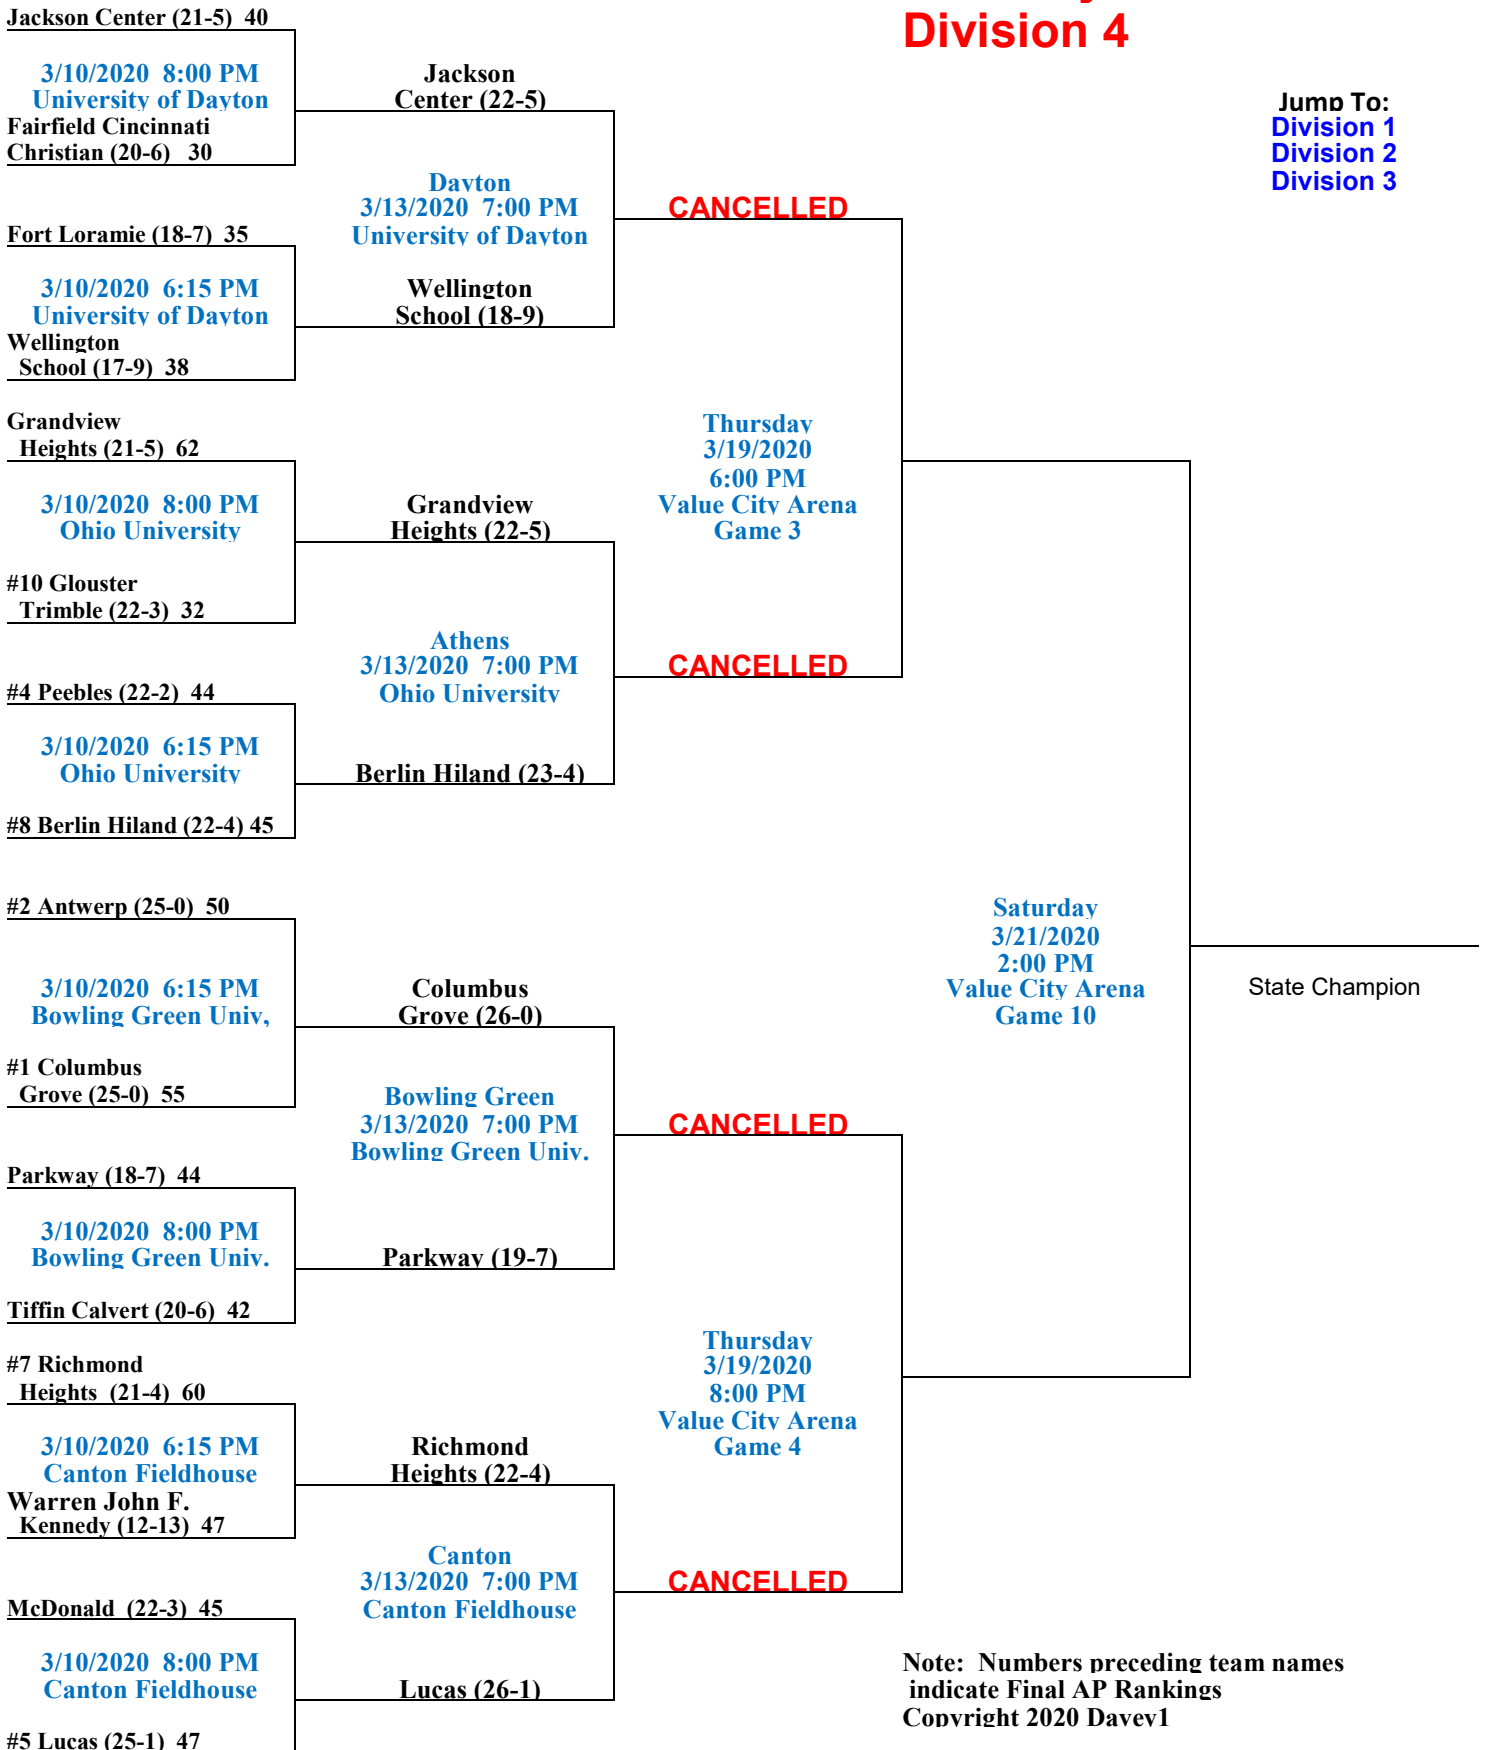 Division 4
Jump To:
Division 1
Division 2
Division 3
Jackson Center (21-5) 40
3/10/2020 8:00 PM
University of Dayton
Fairfield Cincinnati
Christian (20-6) 30
Fort Loramie (18-7) 35
3/10/2020 6:15 PM
University of Dayton
Wellington
School (17-9) 38
Grandview
Heights (21-5) 62
3/10/2020 8:00 PM
Ohio University
#10 Glouster
Trimble (22-3) 32
#4 Peebles (22-2) 44
3/10/2020 6:15 PM
Ohio University
#8 Berlin Hiland (22-4) 45
#2 Antwerp (25-0) 50
3/10/2020 6:15 PM
Bowling Green Univ,
#1 Columbus
Grove (25-0) 55
Parkway (18-7) 44
3/10/2020 8:00 PM
Bowling Green Univ.
Tiffin Calvert (20-6) 42
#7 Richmond
Heights (21-4) 60
3/10/2020 6:15 PM
Canton Fieldhouse
Warren John F.
Kennedy (12-13) 47
McDonald (22-3) 45
3/10/2020 8:00 PM
Canton Fieldhouse
#5 Lucas (25-1) 47
Jackson
Center (22-5)
Dayton
3/13/2020 7:00 PM
University of Dayton
Wellington
School (18-9)
Grandview
Heights (22-5)
Athens
3/13/2020 7:00 PM
Ohio University
Berlin Hiland (23-4)
Columbus
Grove (26-0)
Bowling Green
3/13/2020 7:00 PM
Bowling Green Univ.
Parkway (19-7)
Richmond
Heights (22-4)
Canton
3/13/2020 7:00 PM
Canton Fieldhouse
Lucas (26-1)
CANCELLED
Thursday
3/19/2020
6:00 PM
Value City Arena
Game 3
CANCELLED
CANCELLED
Thursday
3/19/2020
8:00 PM
Value City Arena
Game 4
CANCELLED
Saturday
3/21/2020
2:00 PM
Value City Arena
Game 10
State Champion
Note: Numbers preceding team names
indicate Final AP Rankings
Copyright 2020 Davey1